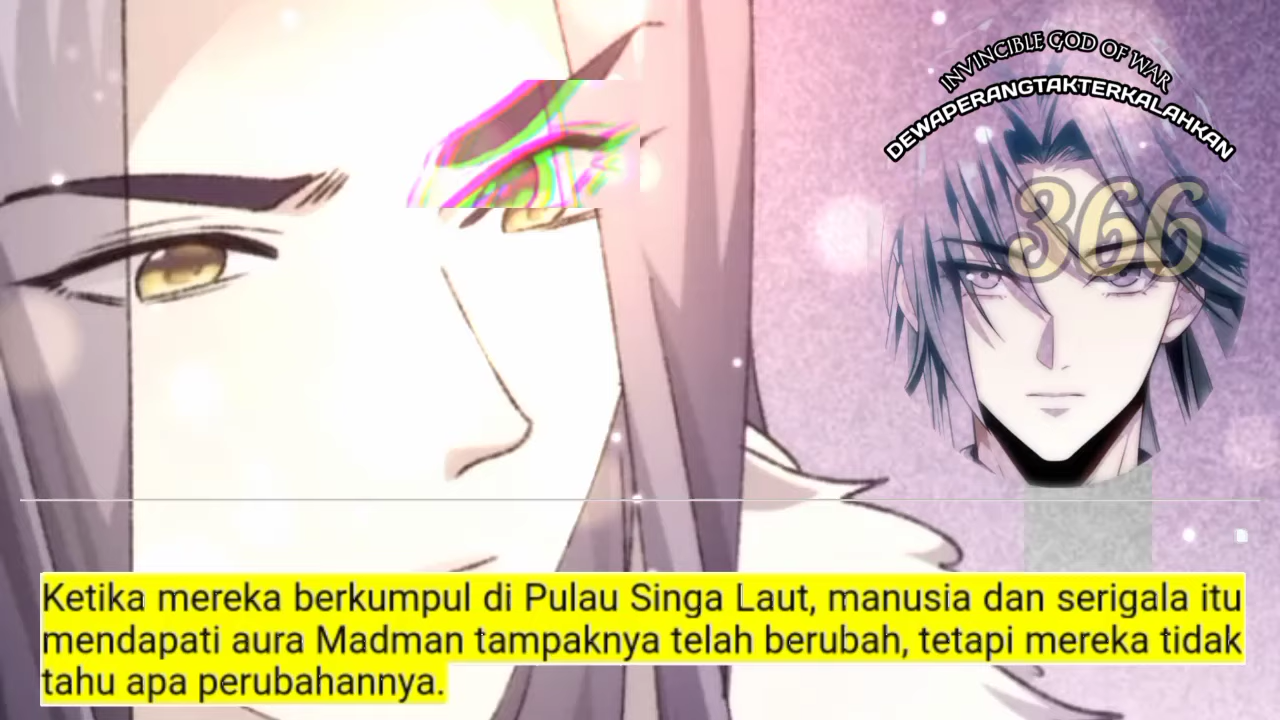 INVINCIBLE GOD OF WAR
DEWAPERANGTAKTERKALAHKAN
366
Ketika mereka berkumpul di Pulau Singa Laut, manusia dan serigala itu
mendapati aura Madman tampaknya telah berubah, tetapi mereka tidak
tahu apa perubahannya.